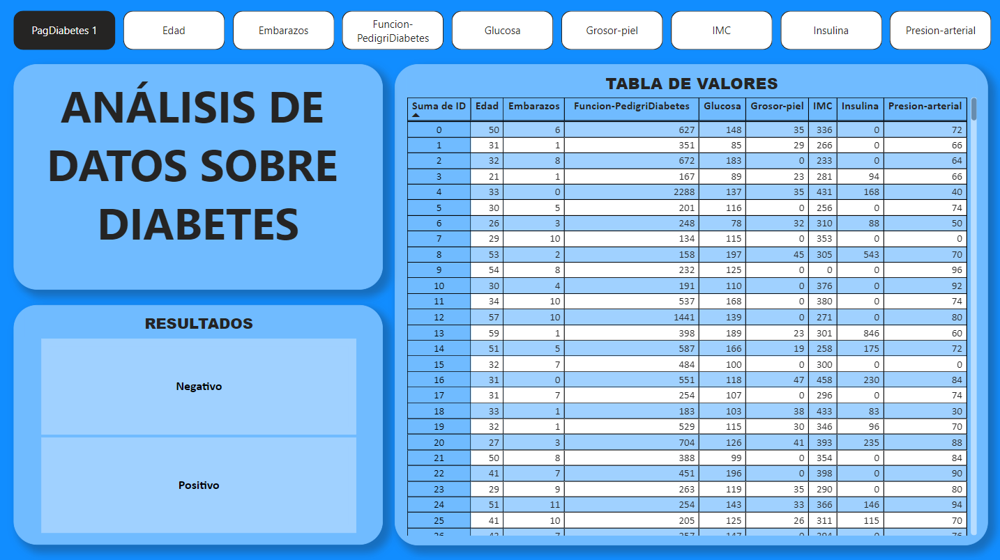 PagDiabetes 1
Edad
Embarazos
Funcion-
PedigriDiabetes
Glucosa
Grosor-piel
IMC
Insulina
Presion-arterial
ANÁLISIS DE
DATOS SOBRE
DIABETES
RESULTADOS
Negativo
Positivo
TABLA DE VALORES
Suma de ID Edad Embarazos Funcion-PedigriDiabetes Glucosa Grosor-piel IMC Insulina Presion-arterial
0 50 6 627 148 35 336 0 72
1 31 1 351 85 29 266 0 66
2 32 8 672 183 0 233 0 64
3 21 1 167 89 23 281 94 66
4 33 0 2288 137 35 431 168 40
5 30 5 201 116 0 256 0 74
6 26 3 248 78 32 310 88 50
7 29 10 134 115 0 353 0 0
8 53 2 158 197 45 305 543 70
9 54 8 232 125 0 0 0 96
10 30 4 191 110 0 376 0 92
11 34 10 537 168 0 380 0 74
12 57 10 1441 139 0 271 0 80
13 59 1 398 189 23 301 846 60
14 51 5 587 166 19 258 175 72
15 32 7 484 100 0 300 0 0
16 31 0 551 118 47 458 230 84
17 31 7 254 107 0 296 0 74
18 33 1 183 103 38 433 83 30
19 32 1 529 115 30 346 96 70
20 27 3 704 126 41 393 235 88
21 50 8 388 99 0 354 0 84
22 41 7 451 196 0 398 0 90
23 29 9 263 119 35 290 0 80
24 51 11 254 143 33 366 146 94
25 41 10 205 125 26 311 115 70